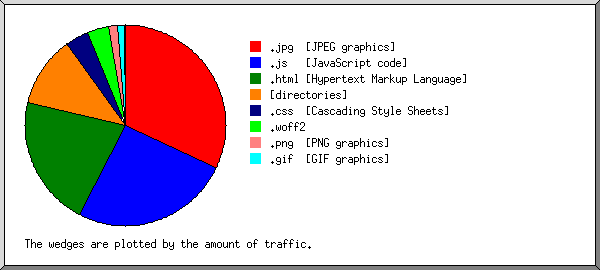 .jpg [JPEG graphics]
.js [JavaScript code]
.html [Hypertext Markup Language]
[directories]
.css [Cascading Style Sheets]
.woff2
.png [PNG graphics]
.gif [GIF graphics]
The wedges are plotted by the amount of traffic.